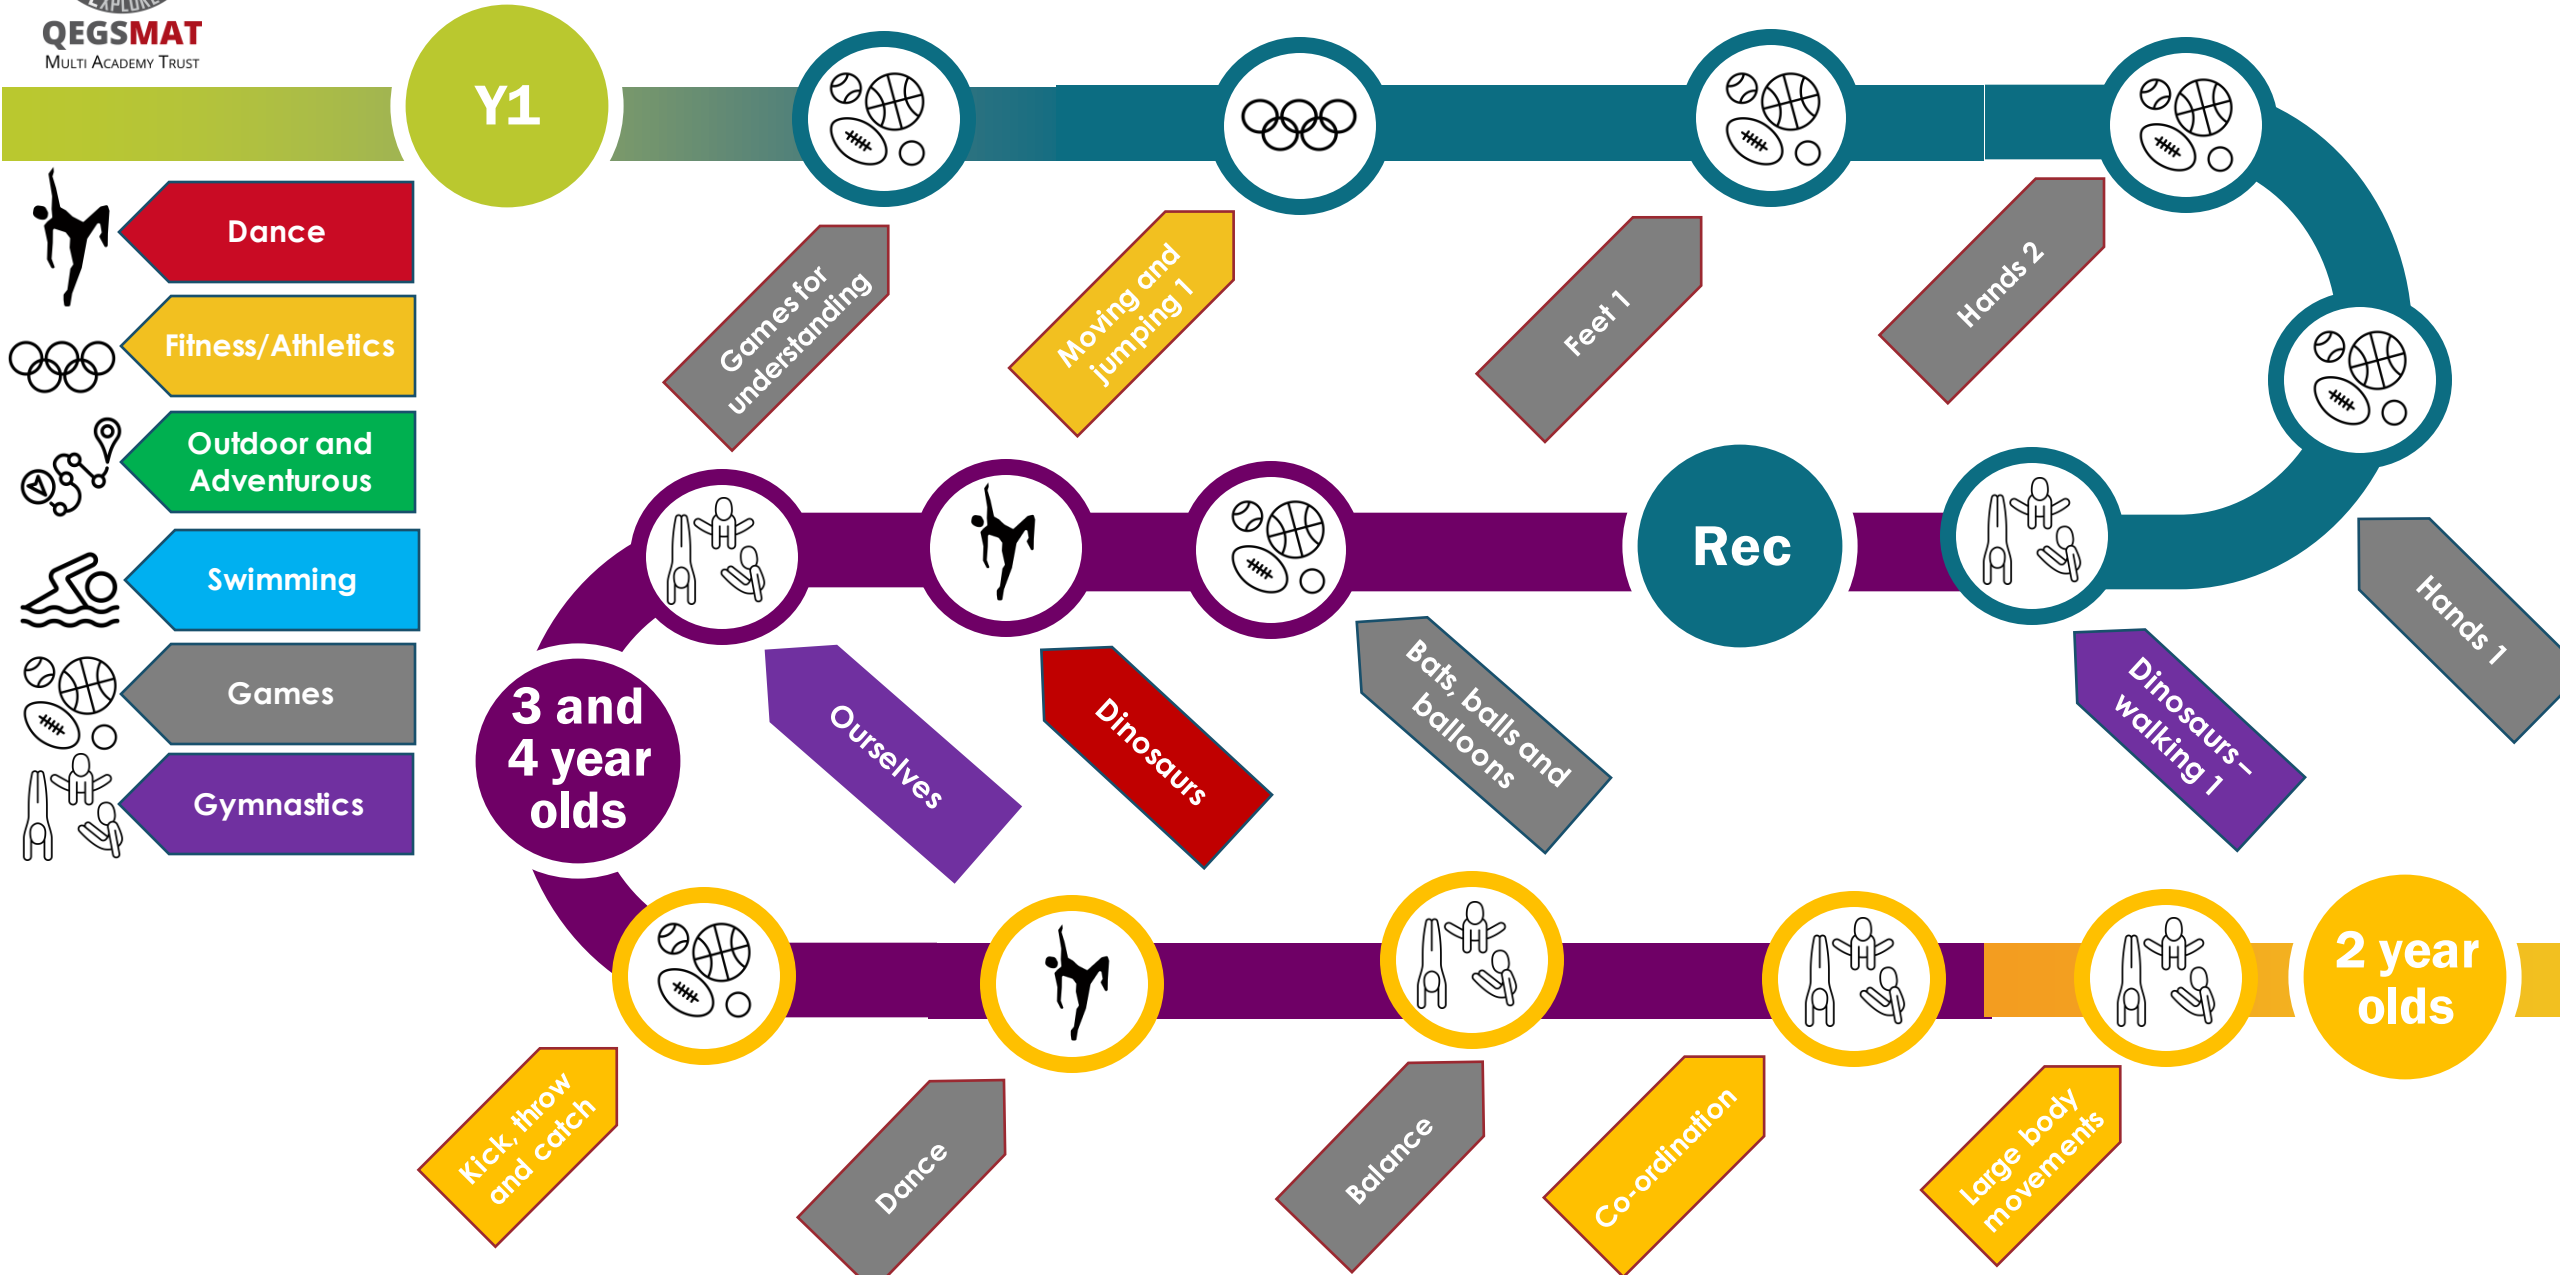 EXPLORE
QEGSMAT
MULTI ACADEMY TRUST
Y1
Dance
Fitness/Athletics
Outdoor and
Adventurous
Swimming
Games
Gymnastics
Games for
understanding
Moving and
jumping 1
Feet 1
Hands 2
Hands 1
Rec
Dinosaurs –
walking 1
Bats, balls and
balloons
Dinosaurs
Ourselves
3 and
4 year
olds
Kick, throw
and catch
Dance
Balance
Co-ordination
Large body
movements
2 year
olds